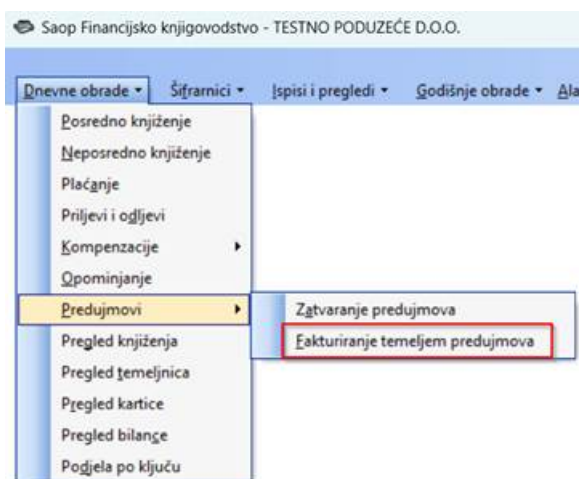 Saop Financijsko knjigovodstvo - TESTNO PODUZEĆE D.O.O.
Dnevne obrade Šifrarnici Ispisi i pregledi Godišnje obrade Ala
Posredno knjiženje
Neposredno knjiženje
Plaćanje
Priljevi i odljevi
Kompenzacije
Opominjanje
Predujmovi
Zatvaranje predujmova
Pregled knjiženja
Fakturiranje temeljem predujmova
Pregled temeljnica
Pregled kartice
Pregled bilance
Podjela po ključu